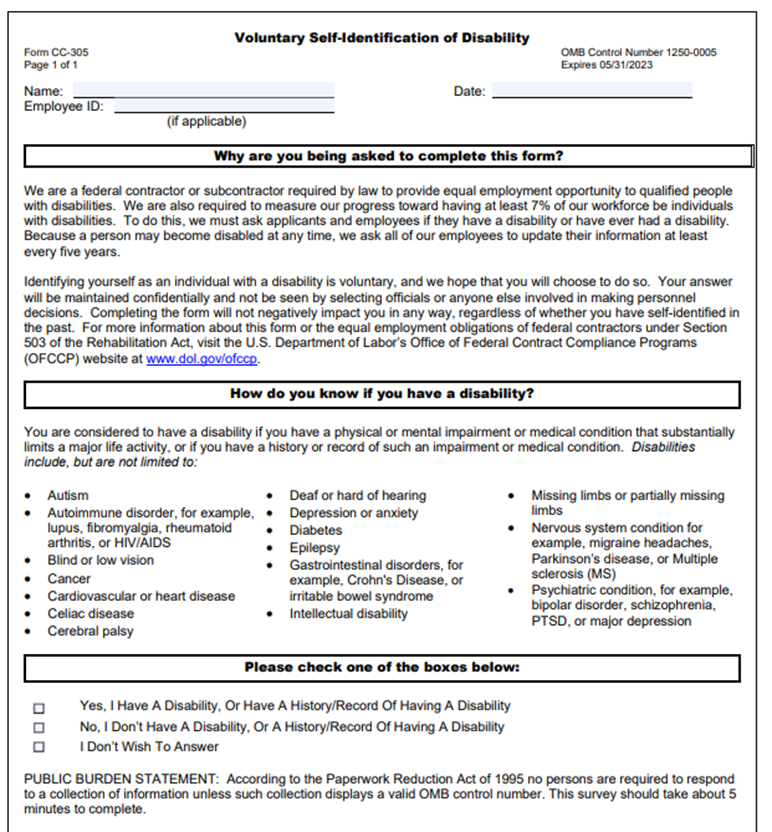 Voluntary Self-Identification of Disability
Form CC-305
Page 1 of 1
OMB Control Number 1250-0005
Expires 05/31/2023
Name:
Date:
Employee ID:
(if applicable)
Why are you being asked to complete this form?
We are a federal contractor or subcontractor required by law to provide equal employment opportunity to qualified people
with disabilities.  We are also required to measure our progress toward having at least 7% of our workforce be individuals
with disabilities.  To do this, we must ask applicants and employees if they have a disability or have ever had a disability.
Because a person may become disabled at any time, we ask all of our employees to update their information at least
every five years.
Identifying yourself as an individual with a disability is voluntary, and we hope that you will choose to do so.  Your answer
will be maintained confidentially and not be seen by selecting officials or anyone else involved in making personnel
decisions.  Completing the form will not negatively impact you in any way, regardless of whether you have self-identified in
the past.  For more information about this form or the equal employment obligations of federal contractors under Section
503 of the Rehabilitation Act, visit the U.S. Department of Labor's Office of Federal Contract Compliance Programs
(OFCCP) website at www.dol.gov/ofccp.
How do you know if you have a disability?
You are considered to have a disability if you have a physical or mental impairment or medical condition that substantially
limits a major life activity, or if you have a history or record of such an impairment or medical condition.  Disabilities
include, but are not limited to:
• Autism
• Autoimmune disorder, for example,
lupus, fibromyalgia, rheumatoid
arthritis, or HIV/AIDS
• Blind or low vision
• Cancer
• Cardiovascular or heart disease
• Celiac disease
• Cerebral palsy
• Deaf or hard of hearing
• Depression or anxiety
• Diabetes
• Epilepsy
• Gastrointestinal disorders, for
example, Crohn's Disease, or
irritable bowel syndrome
• Intellectual disability
• Missing limbs or partially missing
limbs
• Nervous system condition for
example, migraine headaches,
Parkinson's disease, or Multiple
sclerosis (MS)
• Psychiatric condition, for example,
bipolar disorder, schizophrenia,
PTSD, or major depression
Please check one of the boxes below:
☐ Yes, I Have A Disability, Or Have A History/Record Of Having A Disability
☐ No, I Don't Have A Disability, Or A History/Record Of Having A Disability
☐ I Don't Wish To Answer
PUBLIC BURDEN STATEMENT:  According to the Paperwork Reduction Act of 1995 no persons are required to respond
to a collection of information unless such collection displays a valid OMB control number. This survey should take about 5
minutes to complete.